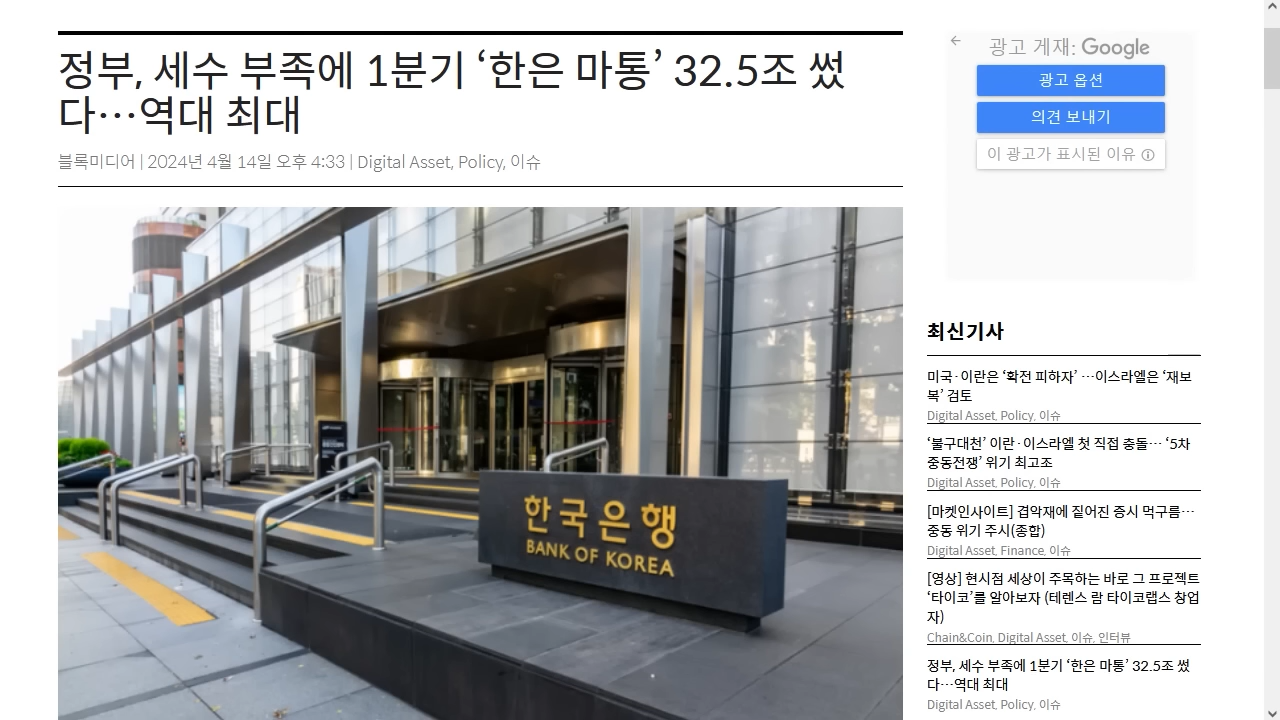 정부, 세수 부족에 1분기 ‘한은 마통’ 32.5조 썼
다…역대 최대
블록미디어 | 2024년 4월 14일 오후 4:33 | Digital Asset, Policy, 이슈
한국은행
BANK OF KOREA
광고 게재: Google
광고 옵션
의견 보내기
이 광고가 표시된 이유
최신기사
미국·이란은 ‘확전 피하자’ …이스라엘은 ‘재보
복’ 검토
Digital Asset, Policy, 이슈
‘불구대천’ 이란·이스라엘 첫 직접 충돌… ‘5차
중동전쟁’ 위기 최고조
Digital Asset, Policy, 이슈
[마켓인사이트] 겹악재에 짙어진 증시 먹구름…
중동 위기 주시(종합)
Digital Asset, Finance, 이슈
[영상] 현시점 세상이 주목하는 바로 그 프로젝트
‘타이코’를 알아보자 (테렌스 람 타이코랩스 창업
자)
Chain&Coin, Digital Asset, 이슈, 인터뷰
정부, 세수 부족에 1분기 ‘한은 마통’ 32.5조 썼
다…역대 최대
Digital Asset, Policy, 이슈